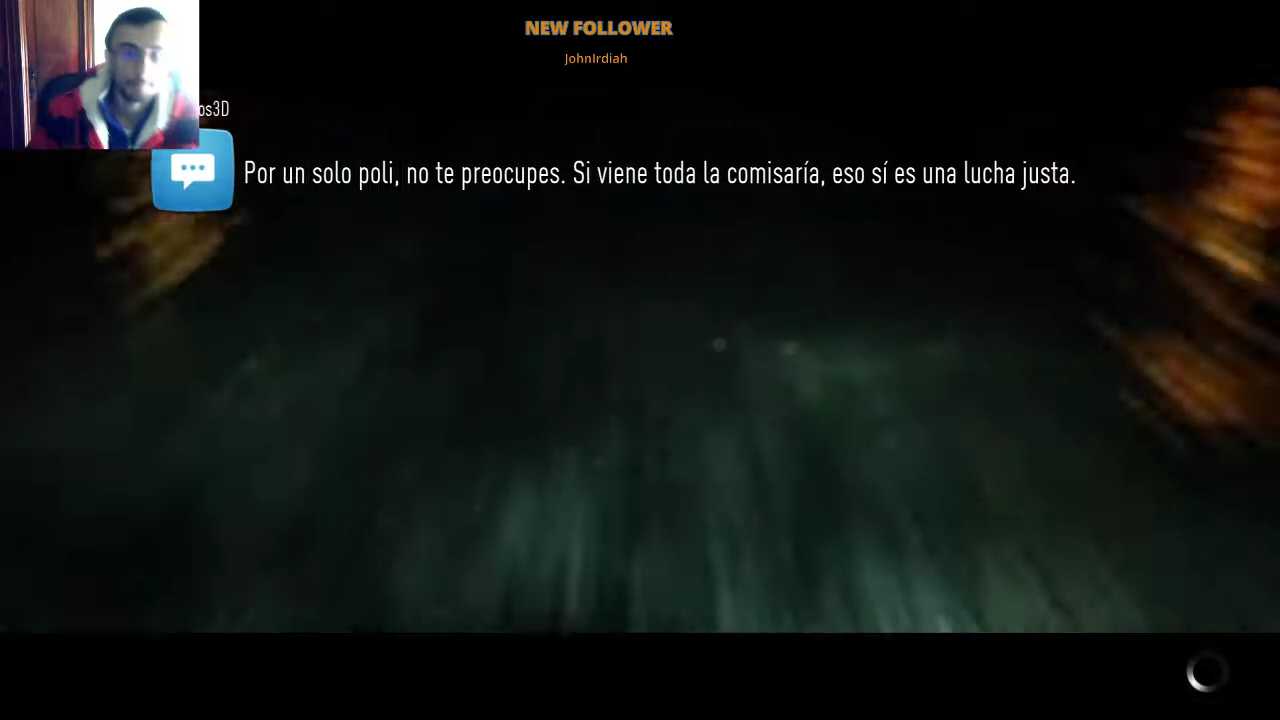 NEW FOLLOWER
JohnIrdiah
os3D
Por un solo poli, no te preocupes. Si viene toda la comisaría, eso sí es una lucha justa.